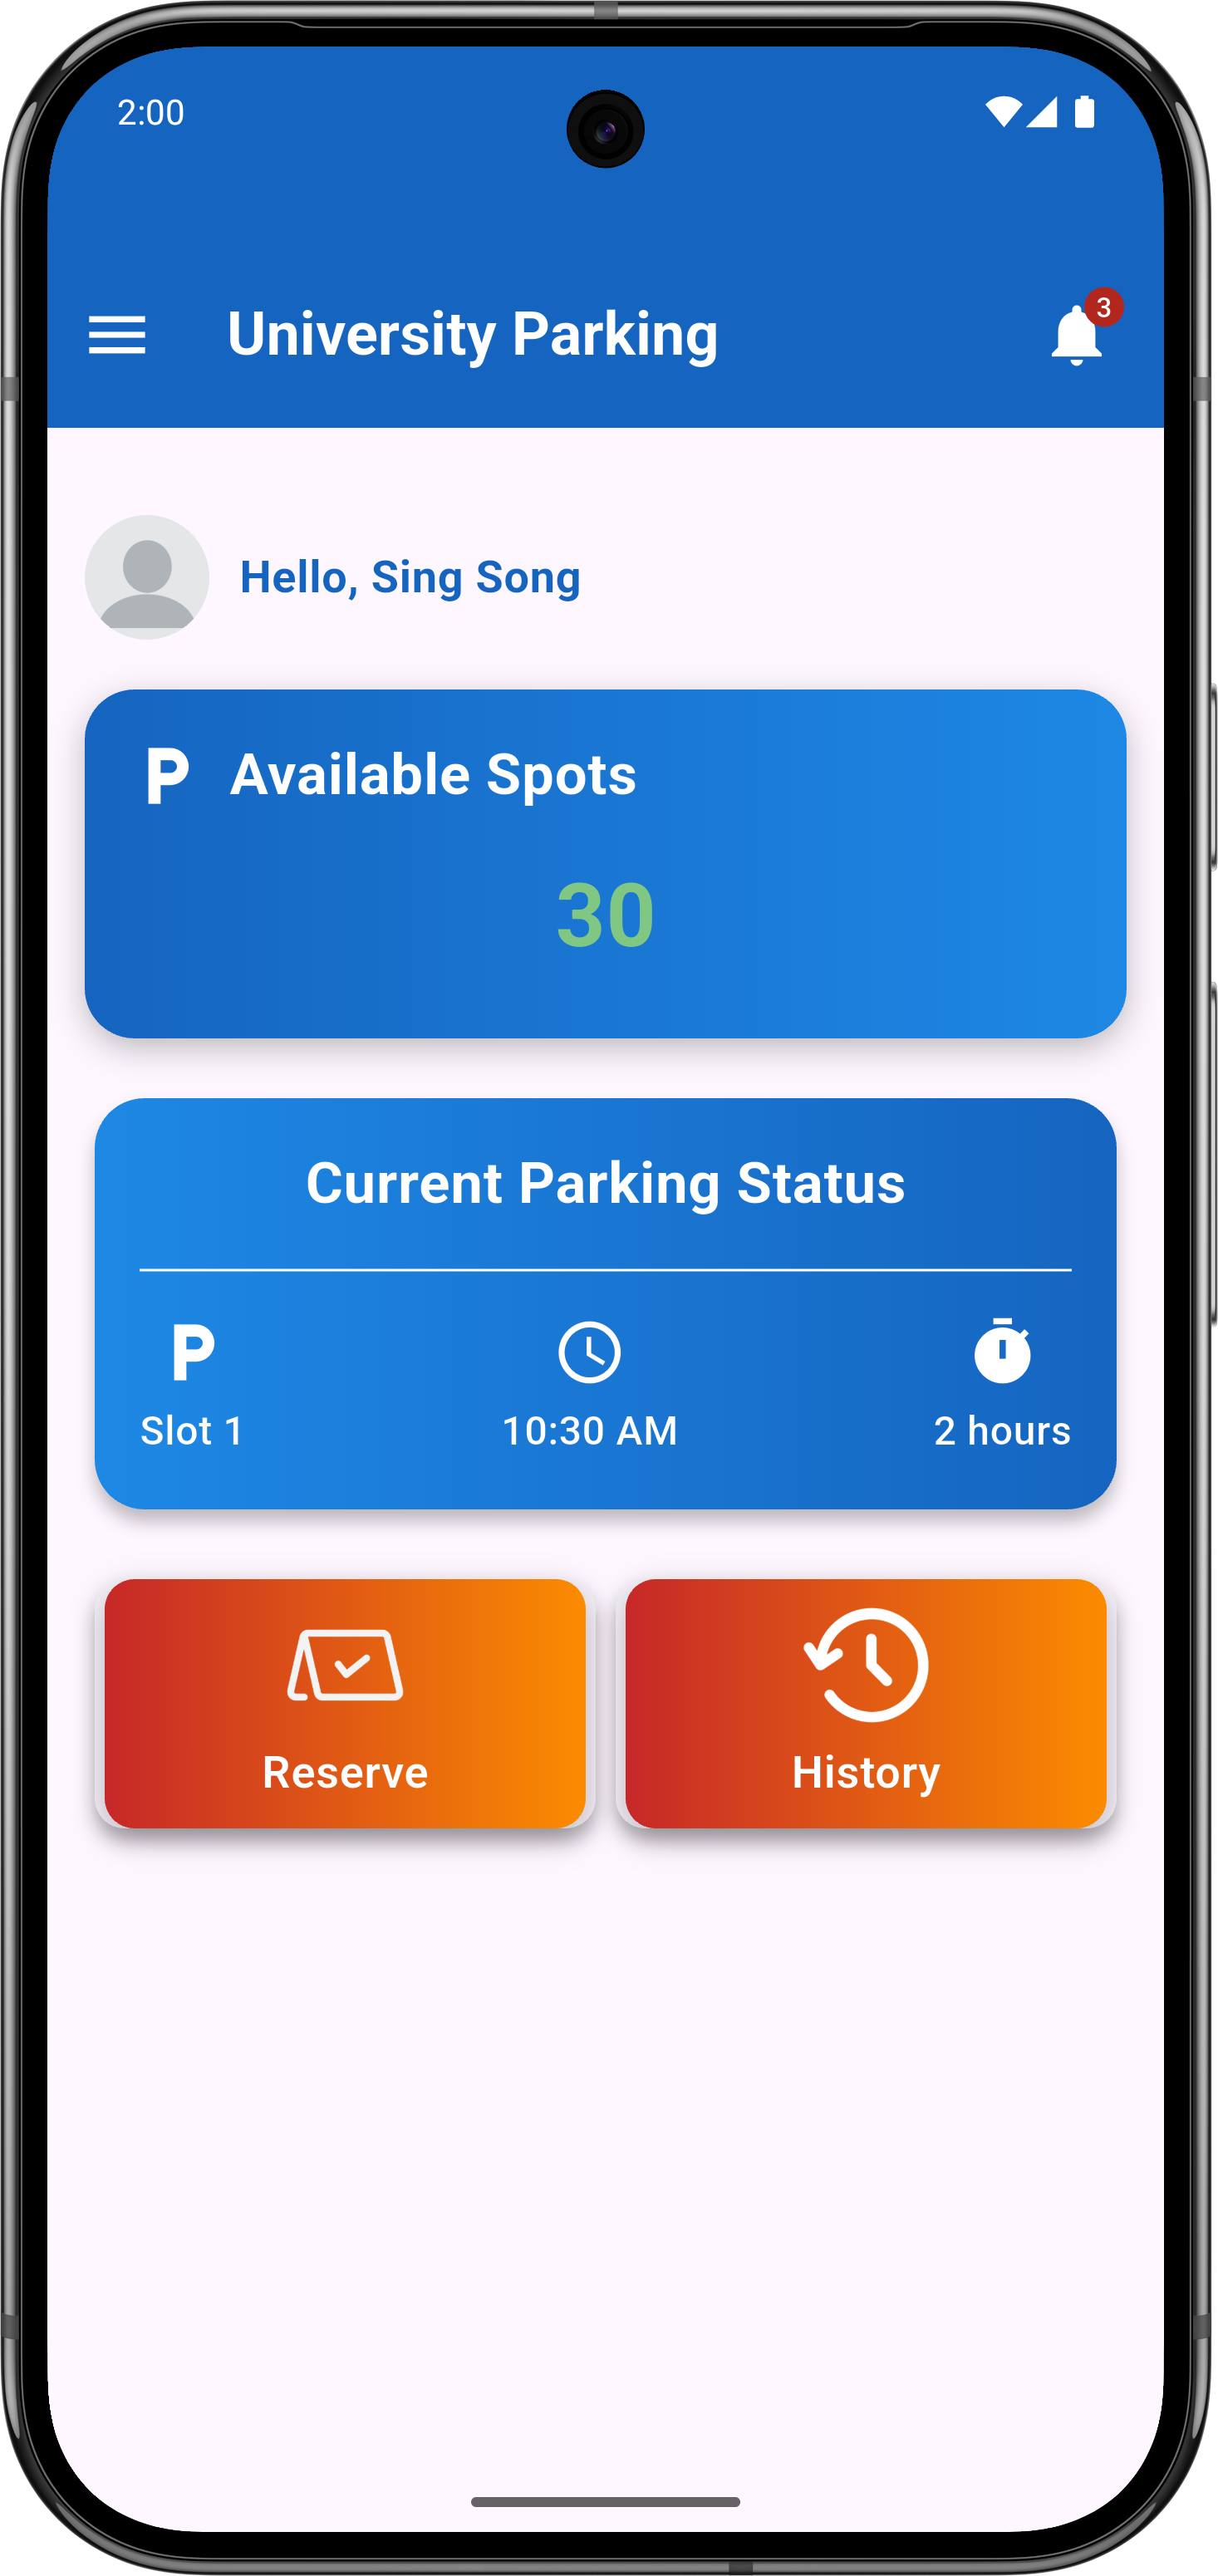 2:00
University Parking
3
Hello, Sing Song
P Available Spots
30
Current Parking Status
P
Slot 1 10:30 AM 2 hours
Reserve History